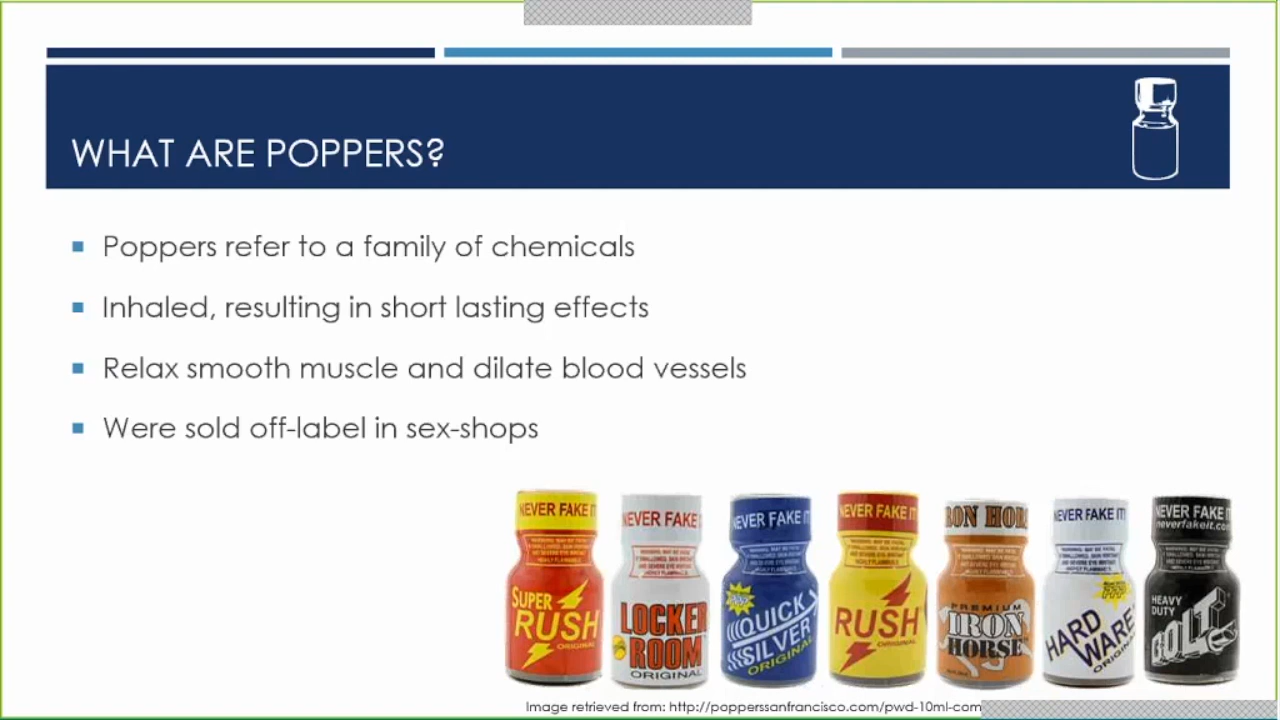 WHAT ARE POPPERS?
Poppers refer to a family of chemicals
Inhaled, resulting in short lasting effects
Relax smooth muscle and dilate blood vessels
Were sold off-label in sex-shops
NEVER FAKE IT
SUPER
RUSH
ORIGINAL
NEVER FAKE
LOCKER
ROOM
ORIGINAL
NEVER FAKE IT
QUICK
SILVER
ORIGINAL
NEVER FAKE IT
RUSH
ORIGINAL
IRON HORS
PREMIUM
IRON
HORSE
NEVER FAKE IT!
HARD
WARE
ORIGINAL
NEVER FAKE IT!
neverfakeit.com
HEAVY
DUTY
BOLT
Image retrieved from: http://popperssanfrancisco.com/pwd-10ml-com